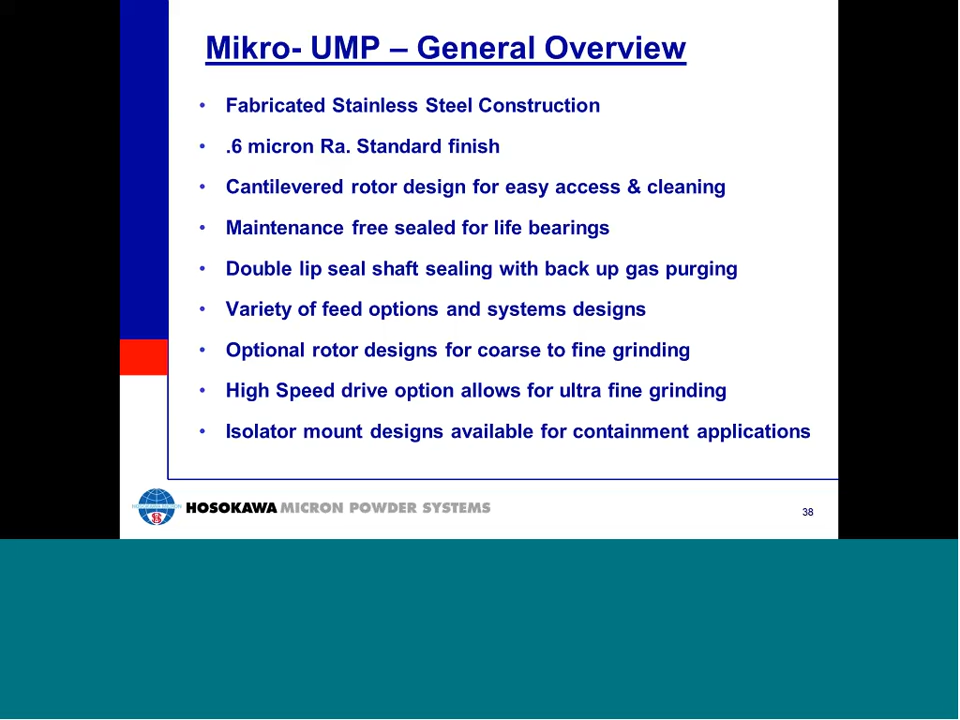 Mikro- UMP – General Overview
• Fabricated Stainless Steel Construction
• .6 micron Ra. Standard finish
• Cantilevered rotor design for easy access & cleaning
• Maintenance free sealed for life bearings
• Double lip seal shaft sealing with back up gas purging
• Variety of feed options and systems designs
• Optional rotor designs for coarse to fine grinding
• High Speed drive option allows for ultra fine grinding
• Isolator mount designs available for containment applications
HOSOKAWA MICRON POWDER SYSTEMS
38